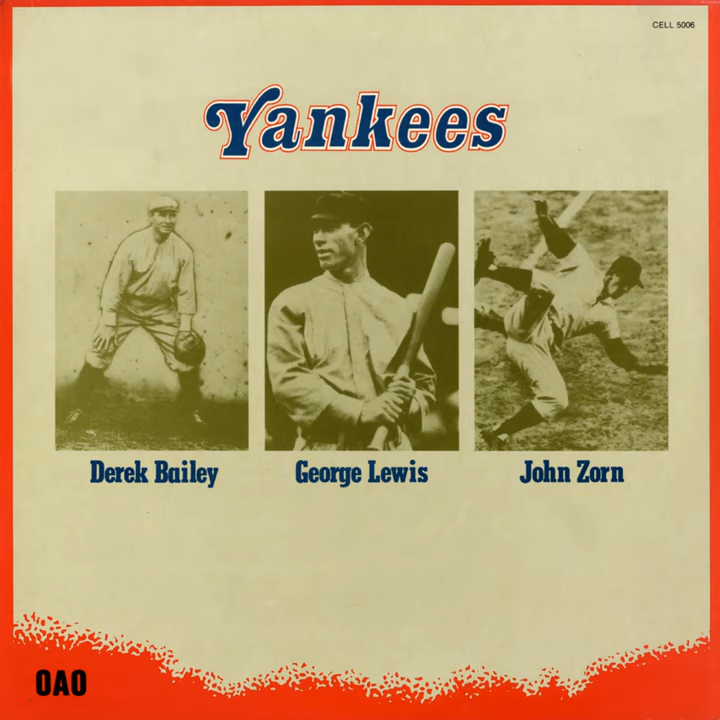 CELL 5006
Yankees
Derek Bailey
George Lewis
John Zorn
OAO